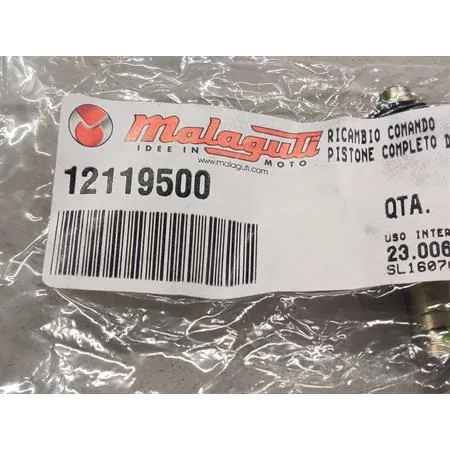 malaguti
IDEE IN MOTO
www.malaguti.com
RICAMBIO COMANDO
PISTONE COMPLETO D
12119500
QTA.
USO INTER
23.006
SL1607